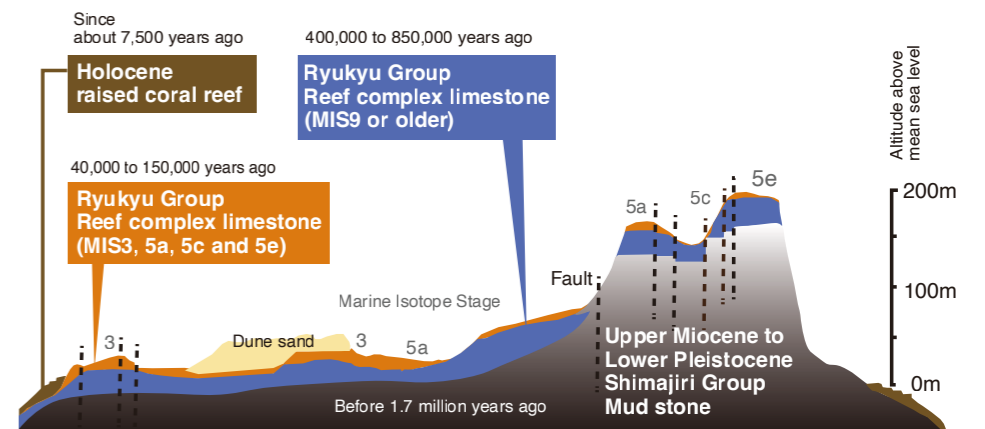 Since
about 7,500 years ago
Holocene
raised coral reef
400,000 to 850,000 years ago
Ryukyu Group
Reef complex limestone
(MIS9 or older)
40,000 to 150,000 years ago
Ryukyu Group
Reef complex limestone
(MIS3, 5a, 5c and 5e)
Altitude above
mean sea level
200m
100m
0m
5a
5c
5e
Fault
Marine Isotope Stage
3
Dune sand
3
5a
Upper Miocene to
Lower Pleistocene
Shimajiri Group
Mud stone
Before 1.7 million years ago